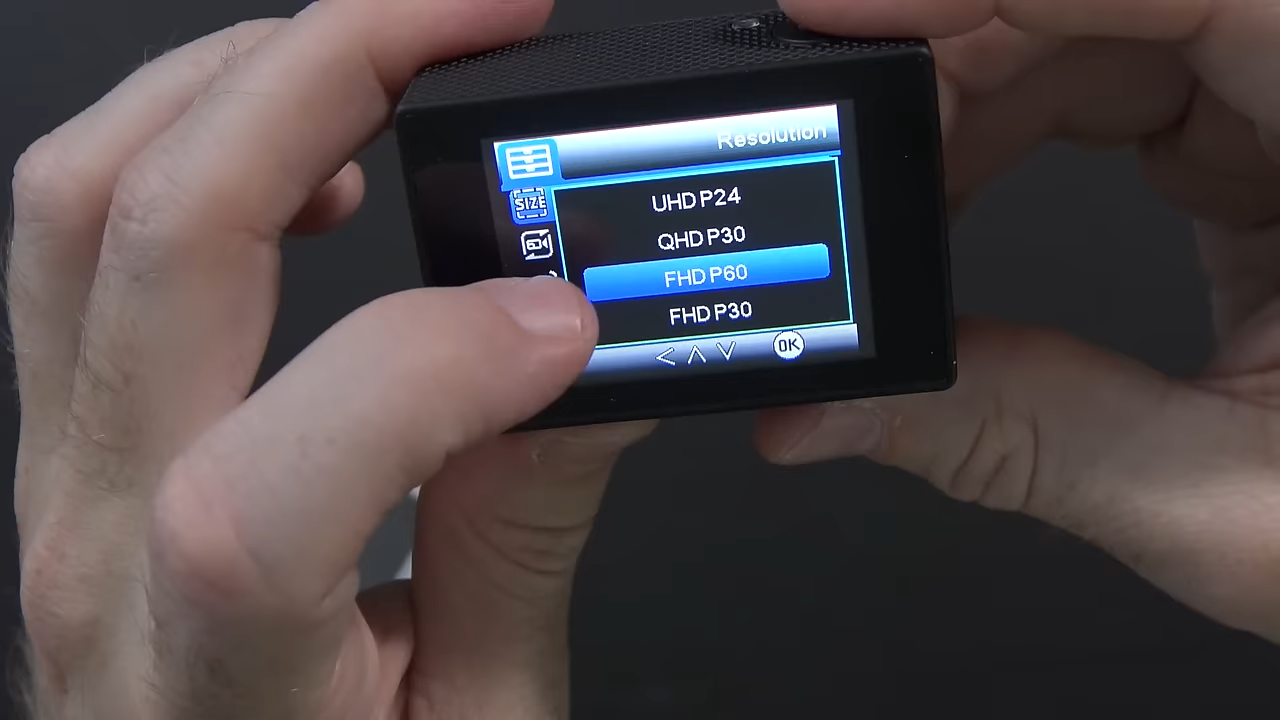 Resolution
SIZE
UHD P24
QHD P30
FHD P60
FHD P30
OK